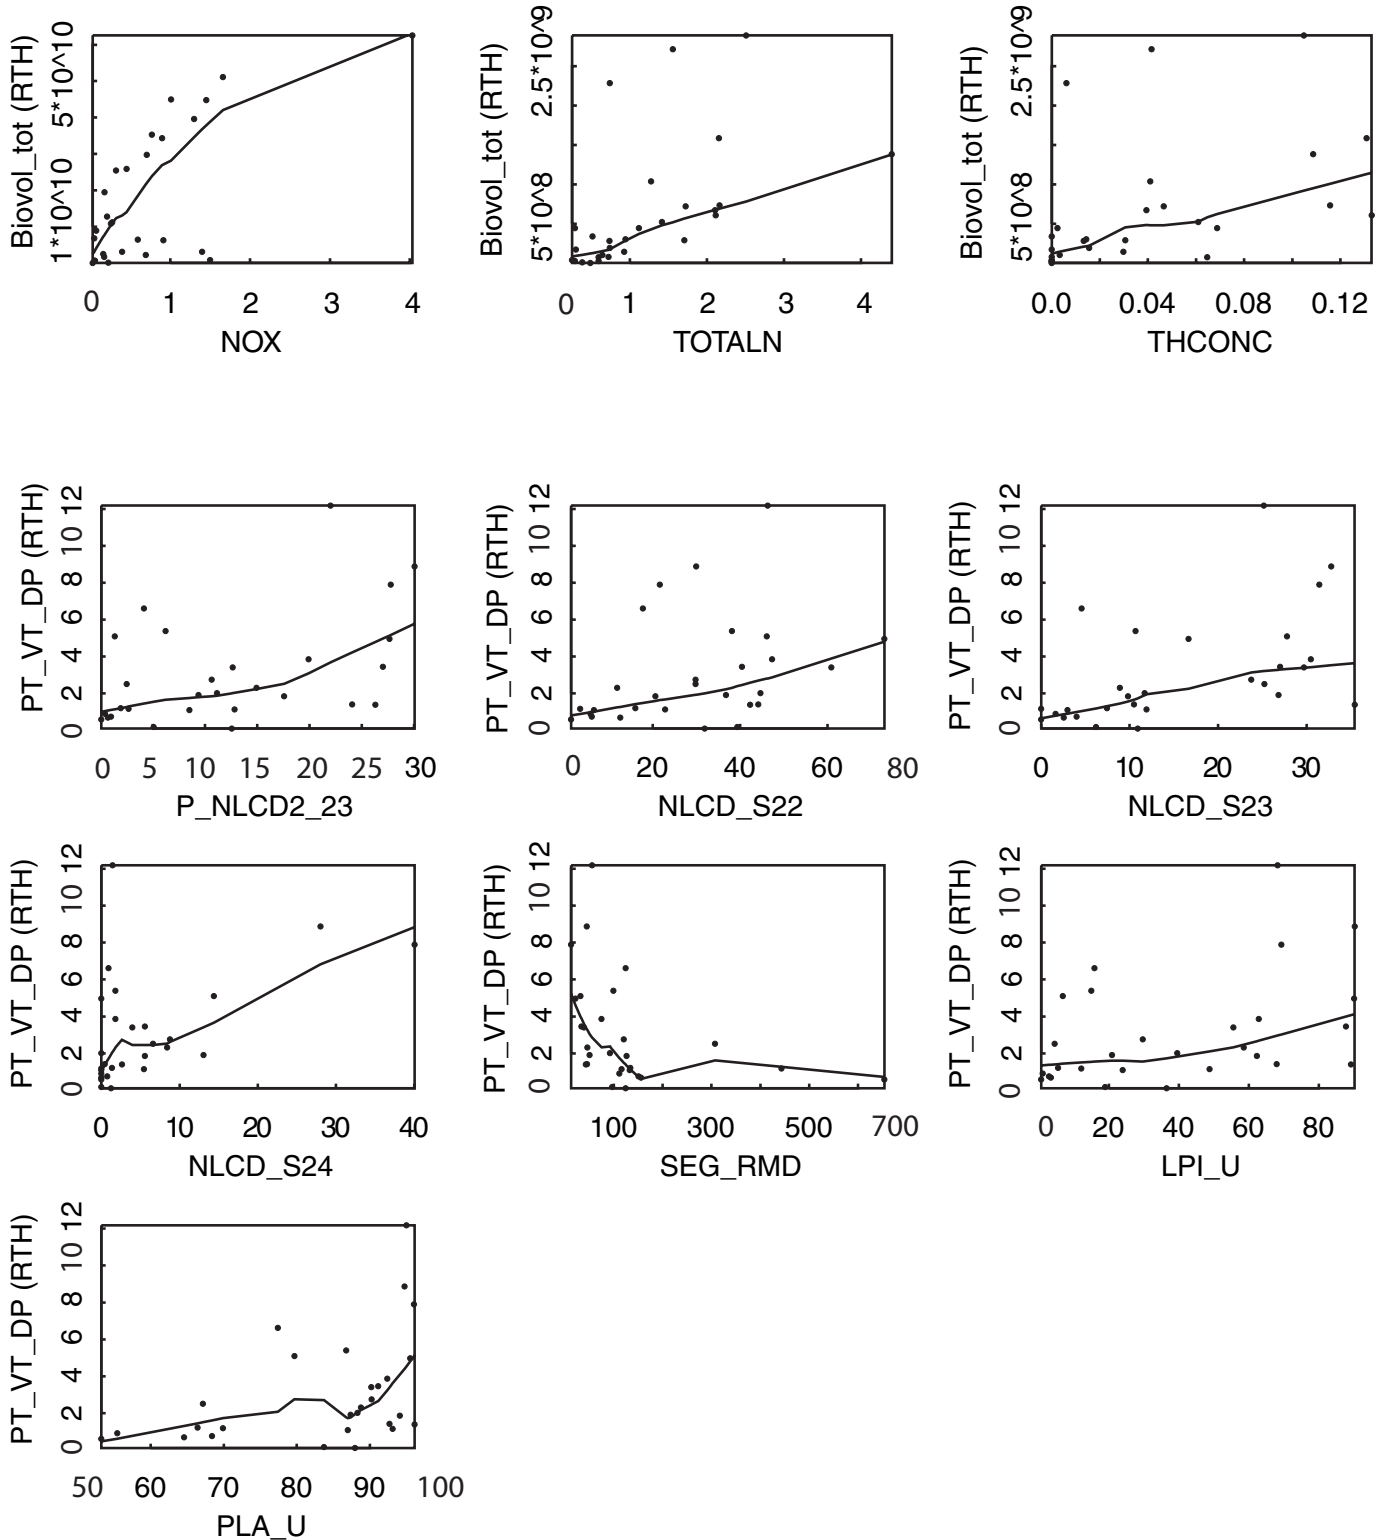 Biovol_tot (RTH)
1*10^10 5*10^10
0 1 2 3 4
NOX
Biovol_tot (RTH)
5*10^8 2.5*10^9
0 1 2 3 4
TOTALN
Biovol_tot (RTH)
5*10^8 2.5*10^9
0.0 0.04 0.08 0.12
THCONC
PT_VT_DP (RTH)
0 2 4 6 8 10 12
0 5 10 15 20 25 30
P_NLCD2_23
PT_VT_DP (RTH)
0 2 4 6 8 10 12
0 20 40 60 80
NLCD_S22
PT_VT_DP (RTH)
0 2 4 6 8 10 12
0 10 20 30
NLCD_S23
PT_VT_DP (RTH)
0 2 4 6 8 10 12
0 10 20 30 40
NLCD_S24
PT_VT_DP (RTH)
0 2 4 6 8 10 12
100 300 500 700
SEG_RMD
PT_VT_DP (RTH)
0 2 4 6 8 10 12
0 20 40 60 80
LPI_U
PT_VT_DP (RTH)
0 2 4 6 8 10 12
50 60 70 80 90 100
PLA_U